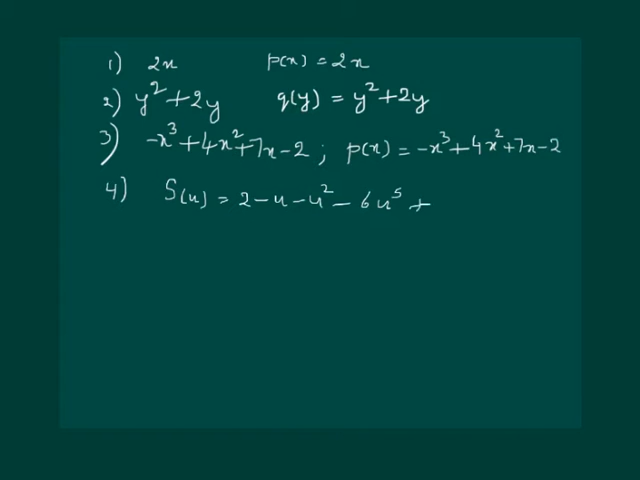 1) 2x p(x) = 2x
2) y² + 2y q(y) = y² + 2y
3) -x³ + 4x² + 7x - 2 ; p(x) = -x³ + 4x² + 7x - 2
4) S(u) = 2 - u - u² - 6u⁵ +